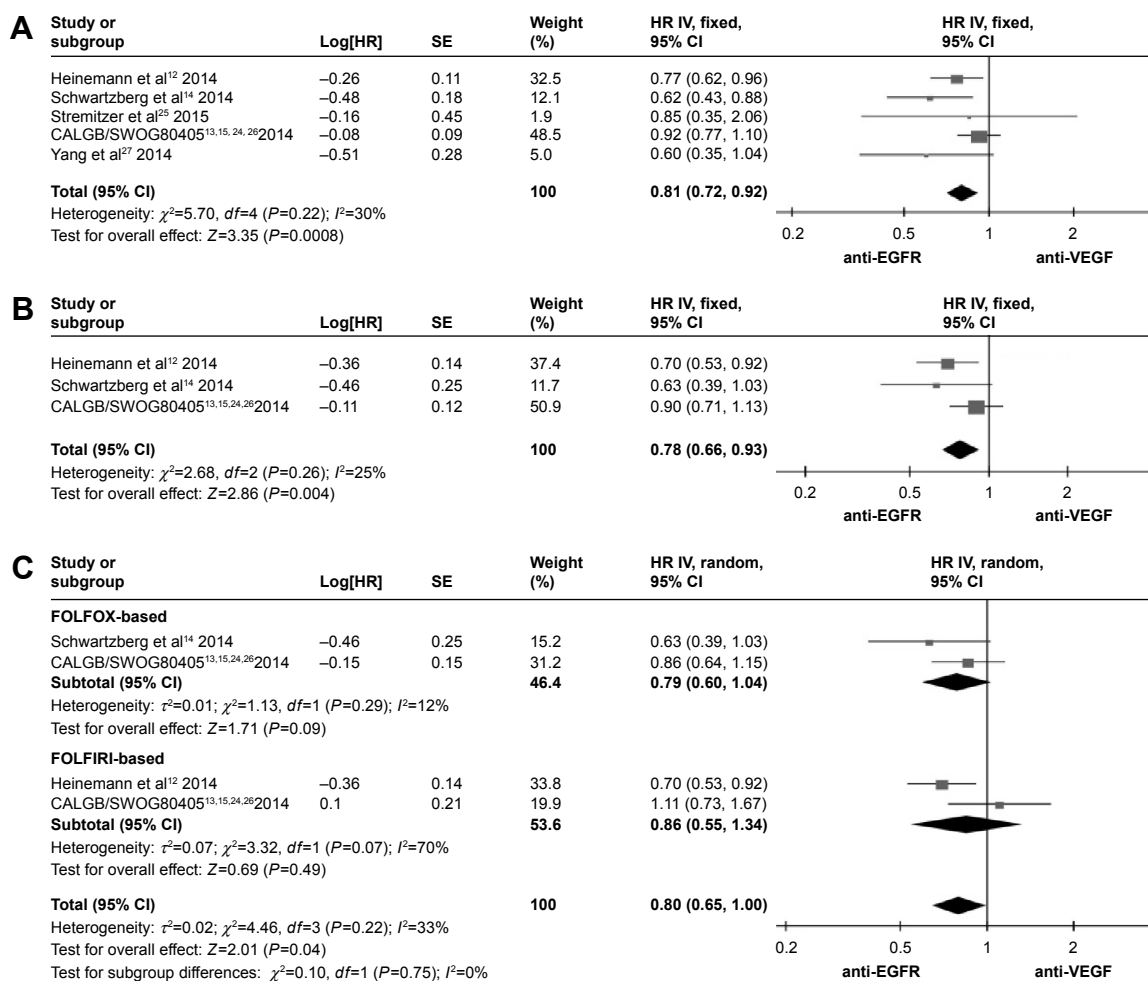 A
Study or subgroup Log[HR] SE Weight (%) HR IV, fixed, 95% CI HR IV, fixed, 95% CI
Heinemann et al¹² 2014 –0.26 0.11 32.5 0.77 (0.62, 0.96)
Schwartzberg et al¹⁴ 2014 –0.48 0.18 12.1 0.62 (0.43, 0.88)
Stremitzer et al²⁵ 2015 –0.16 0.45 1.9 0.85 (0.35, 2.06)
CALGB/SWOG80405¹³,¹⁵, ²⁴, ²⁶2014 –0.08 0.09 48.5 0.92 (0.77, 1.10)
Yang et al²⁷ 2014 –0.51 0.28 5.0 0.60 (0.35, 1.04)
Total (95% CI) 100 0.81 (0.72, 0.92)
Heterogeneity: χ²=5.70, df=4 (P=0.22); I²=30%
Test for overall effect: Z=3.35 (P=0.0008)
0.2 0.5 1 2
anti-EGFR anti-VEGF
B
Study or subgroup Log[HR] SE Weight (%) HR IV, fixed, 95% CI HR IV, fixed, 95% CI
Heinemann et al¹² 2014 –0.36 0.14 37.4 0.70 (0.53, 0.92)
Schwartzberg et al¹⁴ 2014 –0.46 0.25 11.7 0.63 (0.39, 1.03)
CALGB/SWOG80405¹³,¹⁵,²⁴,²⁶2014 –0.11 0.12 50.9 0.90 (0.71, 1.13)
Total (95% CI) 100 0.78 (0.66, 0.93)
Heterogeneity: χ²=2.68, df=2 (P=0.26); I²=25%
Test for overall effect: Z=2.86 (P=0.004)
0.2 0.5 1 2
anti-EGFR anti-VEGF
C
Study or subgroup Log[HR] SE Weight (%) HR IV, random, 95% CI HR IV, random, 95% CI
FOLFOX-based
Schwartzberg et al¹⁴ 2014 –0.46 0.25 15.2 0.63 (0.39, 1.03)
CALGB/SWOG80405¹³,¹⁵,²⁴,²⁶2014 –0.15 0.15 31.2 0.86 (0.64, 1.15)
Subtotal (95% CI) 46.4 0.79 (0.60, 1.04)
Heterogeneity: τ²=0.01; χ²=1.13, df=1 (P=0.29); I²=12%
Test for overall effect: Z=1.71 (P=0.09)
FOLFIRI-based
Heinemann et al¹² 2014 –0.36 0.14 33.8 0.70 (0.53, 0.92)
CALGB/SWOG80405¹³,¹⁵,²⁴,²⁶2014 0.1 0.21 19.9 1.11 (0.73, 1.67)
Subtotal (95% CI) 53.6 0.86 (0.55, 1.34)
Heterogeneity: τ²=0.07; χ²=3.32, df=1 (P=0.07); I²=70%
Test for overall effect: Z=0.69 (P=0.49)
Total (95% CI) 100 0.80 (0.65, 1.00)
Heterogeneity: τ²=0.02; χ²=4.46, df=3 (P=0.22); I²=33%
Test for overall effect: Z=2.01 (P=0.04)
Test for subgroup differences: χ²=0.10, df=1 (P=0.75); I²=0%
0.2 0.5 1 2
anti-EGFR anti-VEGF